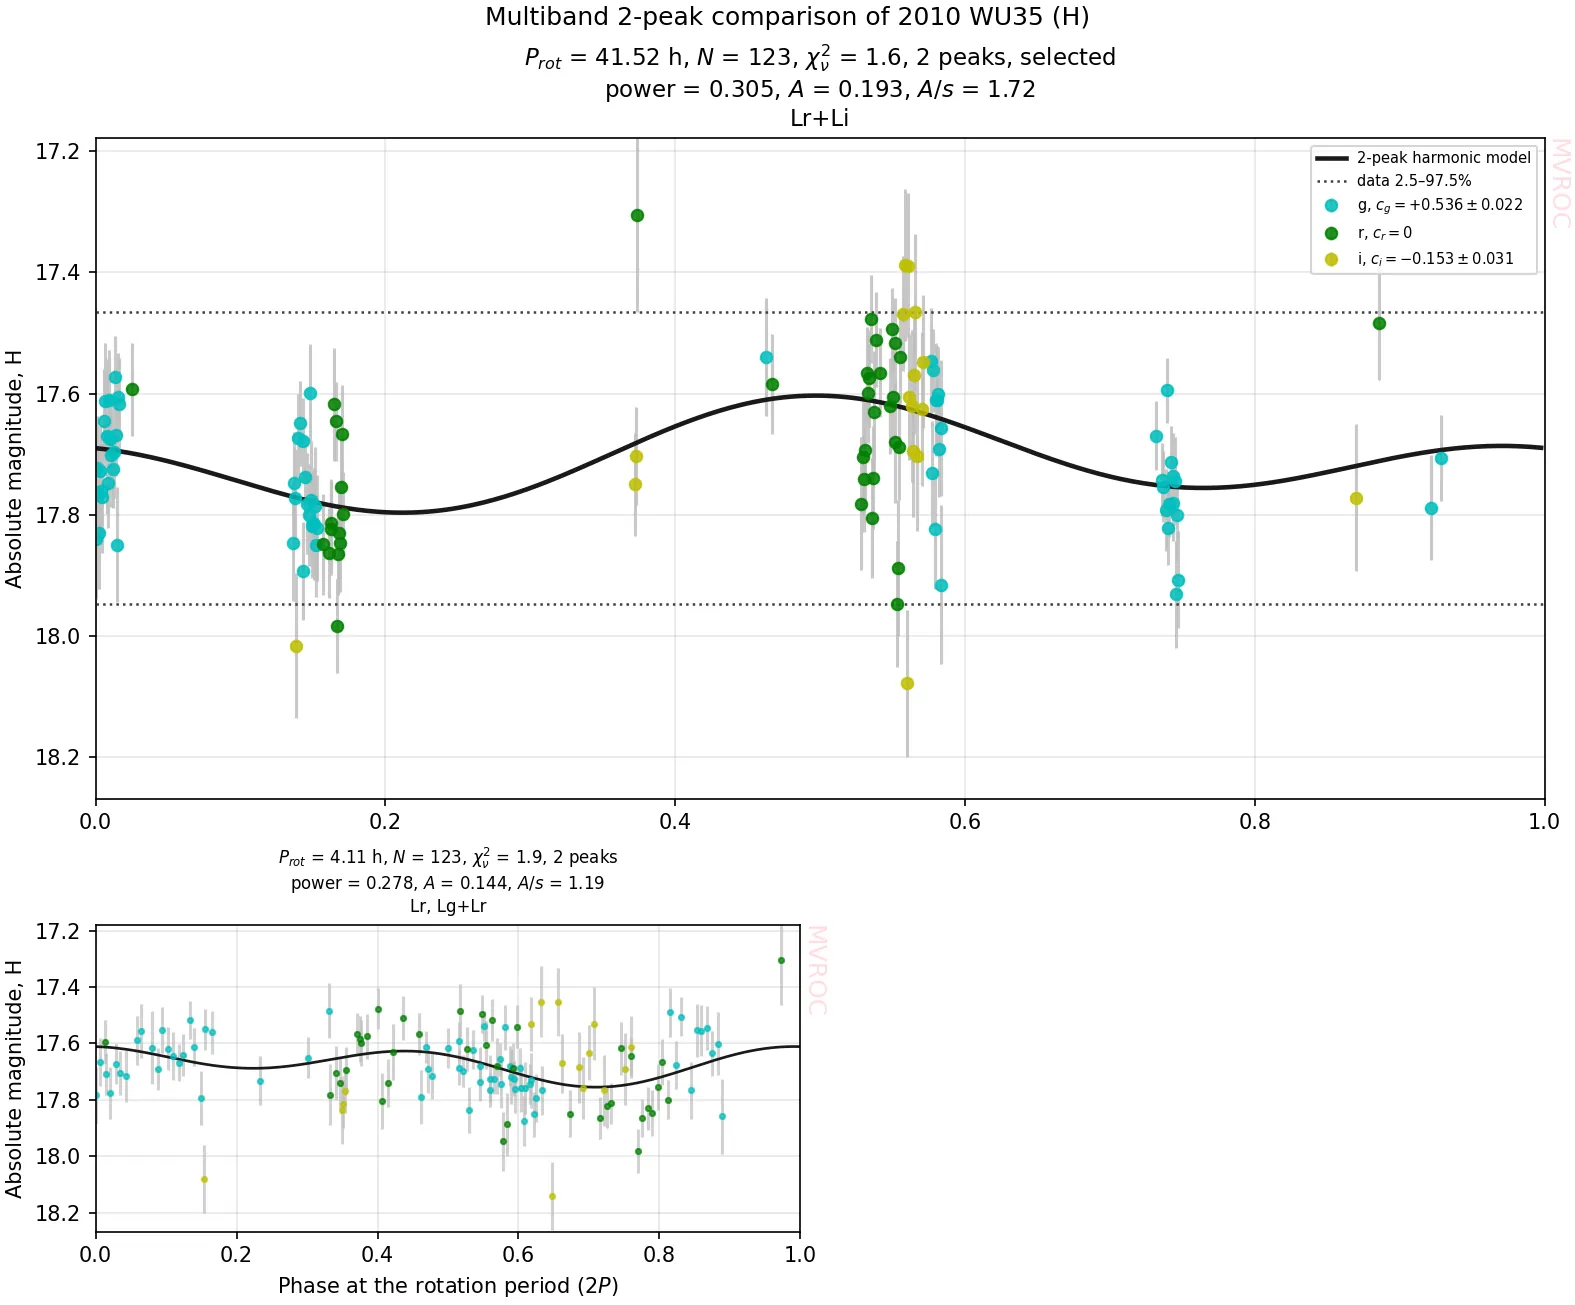 Multiband 2-peak comparison of 2010 WU35 (H)
P_rot = 41.52 h, N = 123, χ²_ν = 1.6, 2 peaks, selected
power = 0.305, A = 0.193, A/s = 1.72
Lr+Li
MVROC
2-peak harmonic model
data 2.5–97.5%
g, c_g = +0.536 ± 0.022
r, c_r = 0
i, c_i = −0.153 ± 0.031
Absolute magnitude, H
17.2
17.4
17.6
17.8
18.0
18.2
0.0 0.2 0.4 0.6 0.8 1.0
P_rot = 4.11 h, N = 123, χ²_ν = 1.9, 2 peaks
power = 0.278, A = 0.144, A/s = 1.19
Lr, Lg+Lr
MVROC
Absolute magnitude, H
17.2
17.4
17.6
17.8
18.0
18.2
0.0 0.2 0.4 0.6 0.8 1.0
Phase at the rotation period (2P)